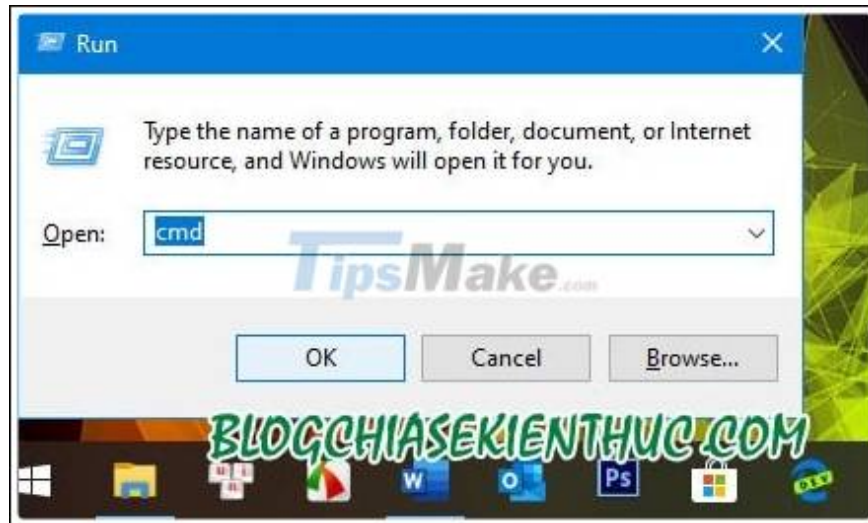 Run
Type the name of a program, folder, document, or Internet
resource, and Windows will open it for you.
Open:
cmd
TipsMake.com
OK
Cancel
Browse...
BLOGCHIASEKIENTHUC.COM
W
O
Ps
DEV